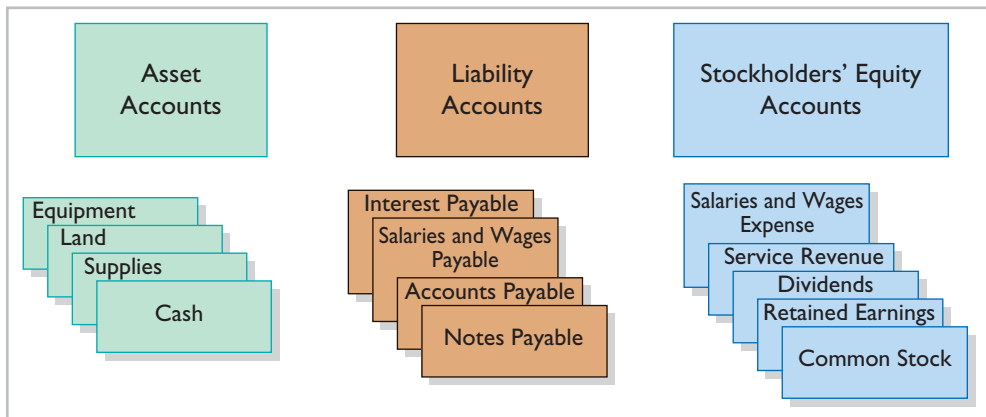 Asset
Accounts
Liability
Accounts
Stockholders’ Equity
Accounts
Equipment
Land
Supplies
Cash
Interest Payable
Salaries and Wages
Payable
Accounts Payable
Notes Payable
Salaries and Wages
Expense
Service Revenue
Dividends
Retained Earnings
Common Stock